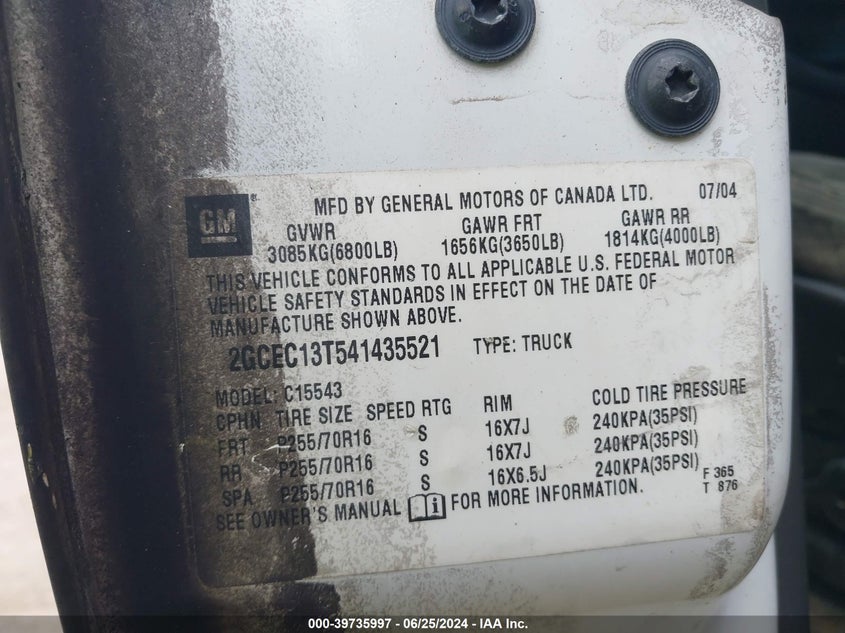 GM
MFD BY GENERAL MOTORS OF CANADA LTD. 07/04
GVWR GAWR FRT GAWR RR
3085KG(6800LB) 1656KG(3650LB) 1814KG(4000LB)
THIS VEHICLE CONFORMS TO ALL APPLICABLE U.S. FEDERAL MOTOR
VEHICLE SAFETY STANDARDS IN EFFECT ON THE DATE OF
MANUFACTURE SHOWN ABOVE.
2GCEC13T541435521 TYPE: TRUCK
MODEL: C15543
CPHN TIRE SIZE SPEED RTG RIM COLD TIRE PRESSURE
FRT P255/70R16 S 16X7J 240KPA(35PSI)
RR P255/70R16 S 16X7J 240KPA(35PSI)
SPA P255/70R16 S 16X6.5J 240KPA(35PSI)
SEE OWNER'S MANUAL FOR MORE INFORMATION.
F 365
T 876
000-39735997 - 06/25/2024 - IAA Inc.